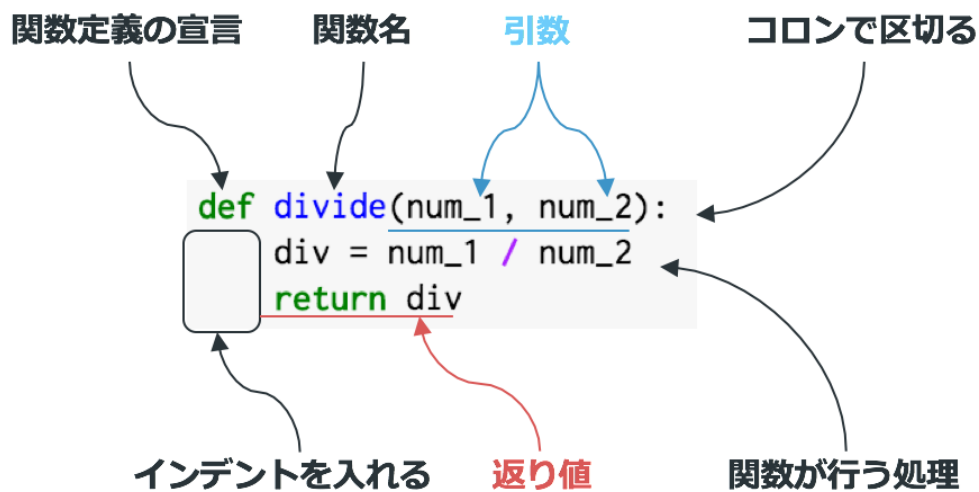 関数定義の宣言 関数名 引数 コロンで区切る
def divide(num_1, num_2):
    div = num_1 / num_2
    return div
インデントを入れる 返り値 関数が行う処理